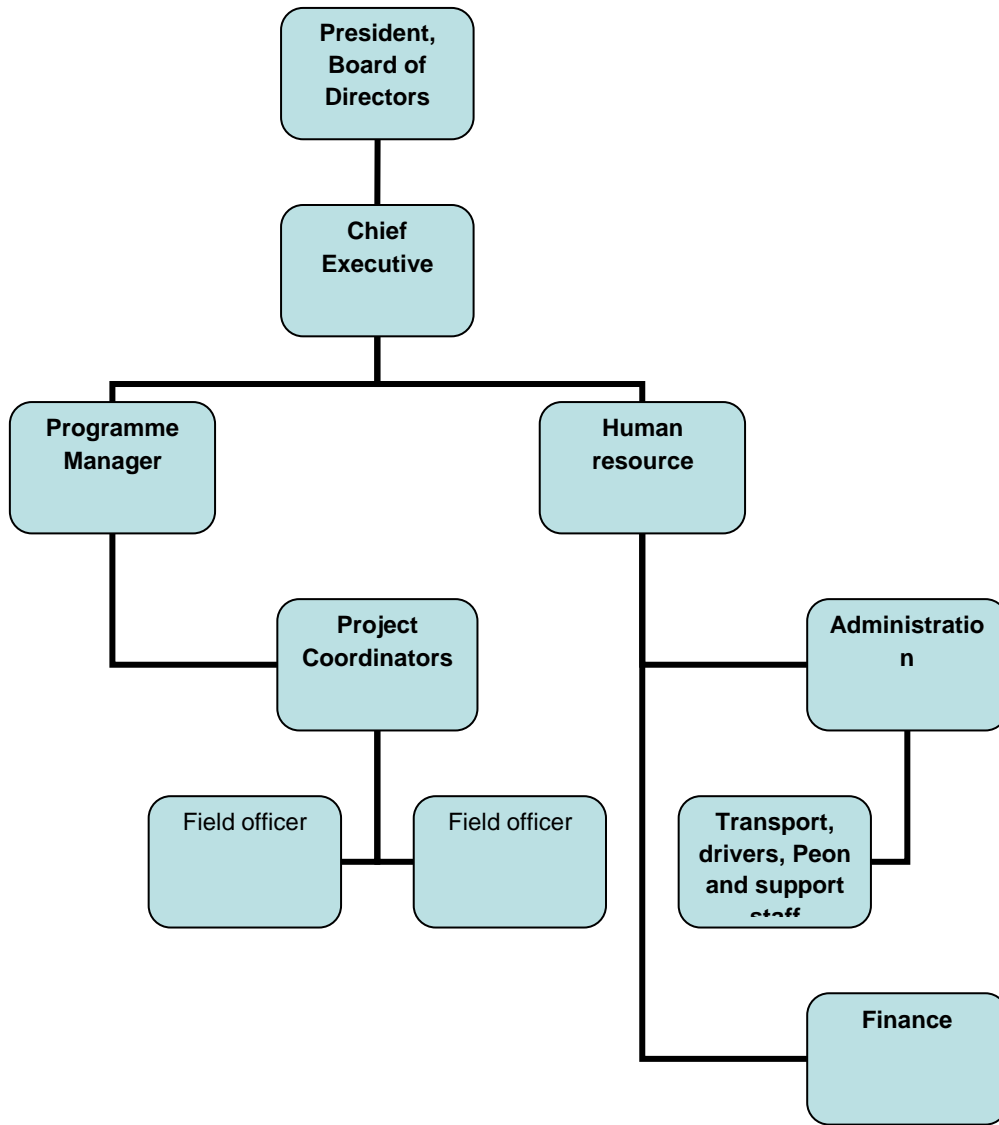 President,
Board of
Directors
Chief
Executive
Programme
Manager
Human
resource
Project
Coordinators
Administratio
n
Field officer
Field officer
Transport,
drivers, Peon
and support
staff
Finance